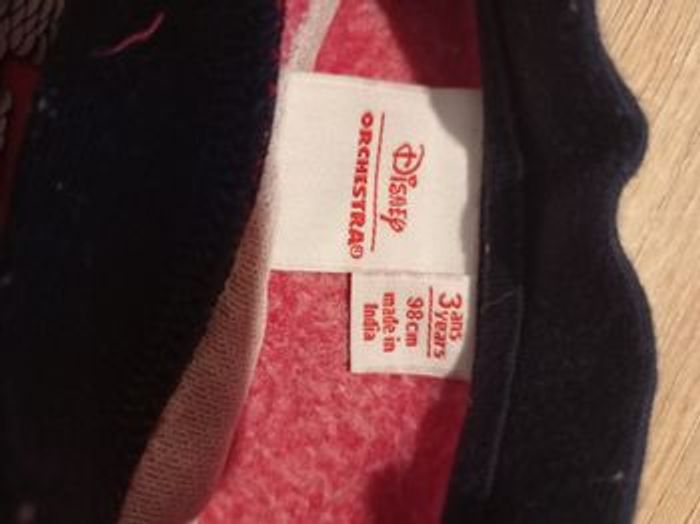 Disney
ORCHESTRA®
3 ans
years
98cm
made in
India